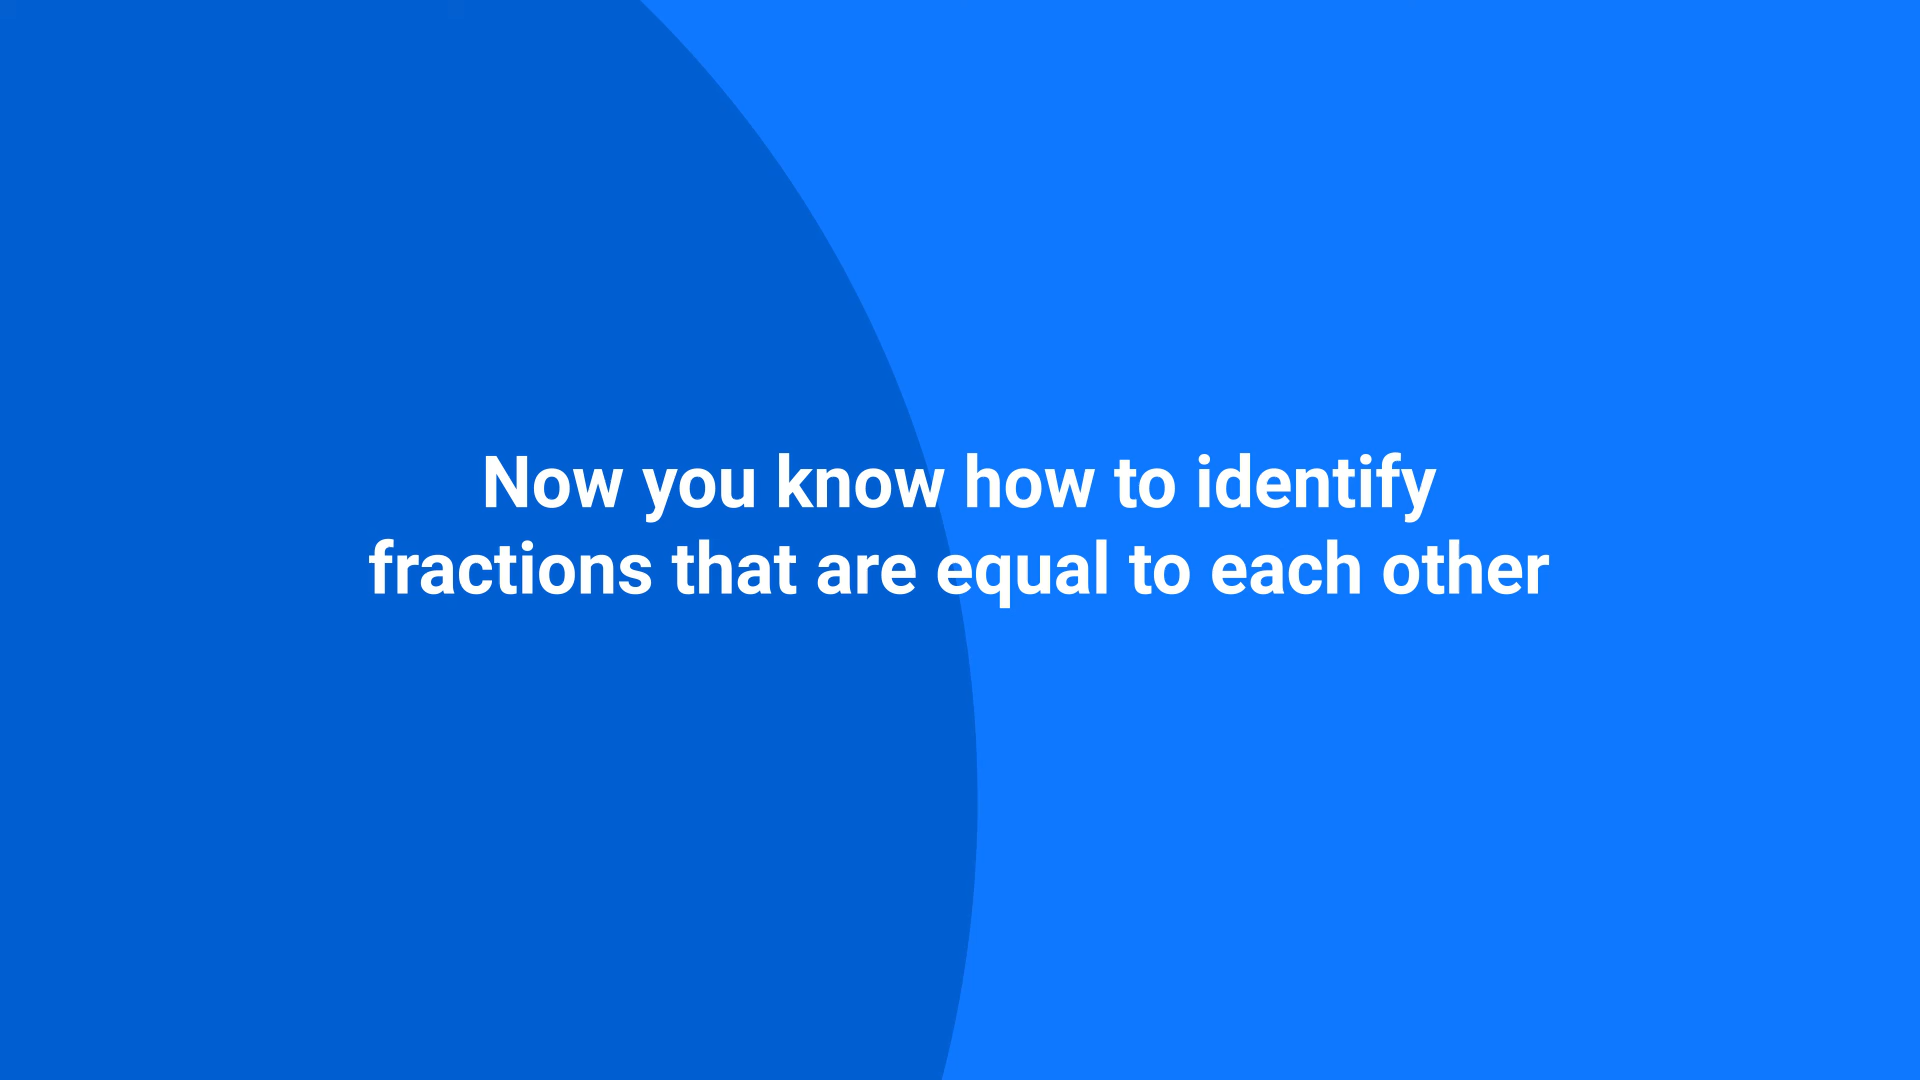 Now you know how to identify
fractions that are equal to each other